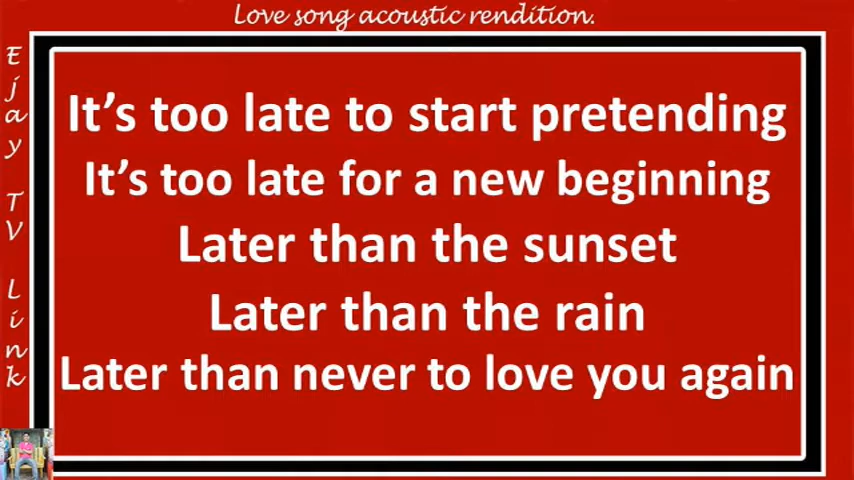 Love song acoustic rendition.
Ejay TV Link
It's too late to start pretending
It's too late for a new beginning
Later than the sunset
Later than the rain
Later than never to love you again